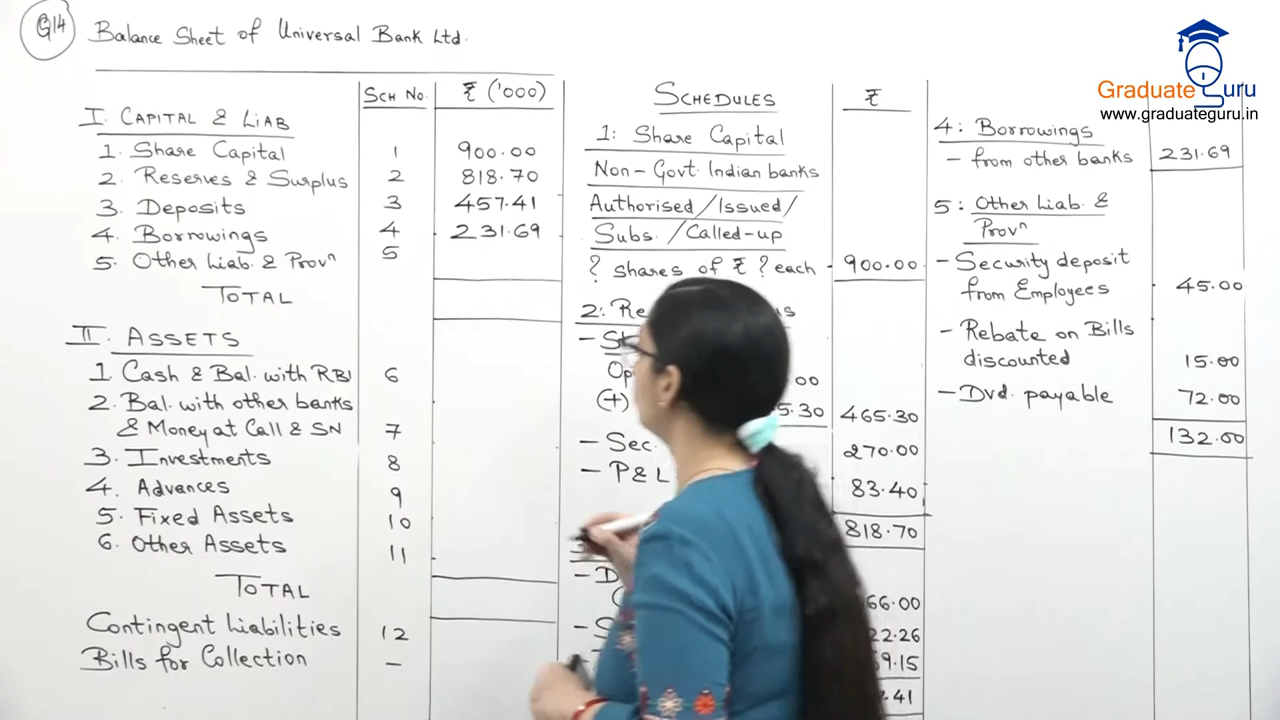 Q14 Balance Sheet of Universal Bank Ltd.
SCH NO. ₹ ('000)
I. CAPITAL & LIAB
1. Share Capital 1 900.00
2. Reserves & Surplus 2 818.70
3. Deposits 3 457.41
4. Borrowings 4 231.69
5. Other Liab. & Provⁿ 5
TOTAL
II. ASSETS
1. Cash & Bal. with RBI 6
2. Bal. with other banks
& Money at Call & SN 7
3. Investments 8
4. Advances 9
5. Fixed Assets 10
6. Other Assets 11
TOTAL
Contingent Liabilities 12
Bills for Collection –
SCHEDULES ₹
1: Share Capital
Non-Govt. Indian banks
Authorised/Issued/
Subs./Called-up
? shares of ₹ ? each 900.00
2:
(+) 465.30
- Sec. 270.00
- P & L 83.40
818.70
Graduate Guru
www.graduateguru.in
4: Borrowings
- from other banks 231.69
5: Other Liab. &
Provⁿ
- Security deposit
from Employees 45.00
- Rebate on Bills
discounted 15.00
- Dvd. payable 72.00
132.00